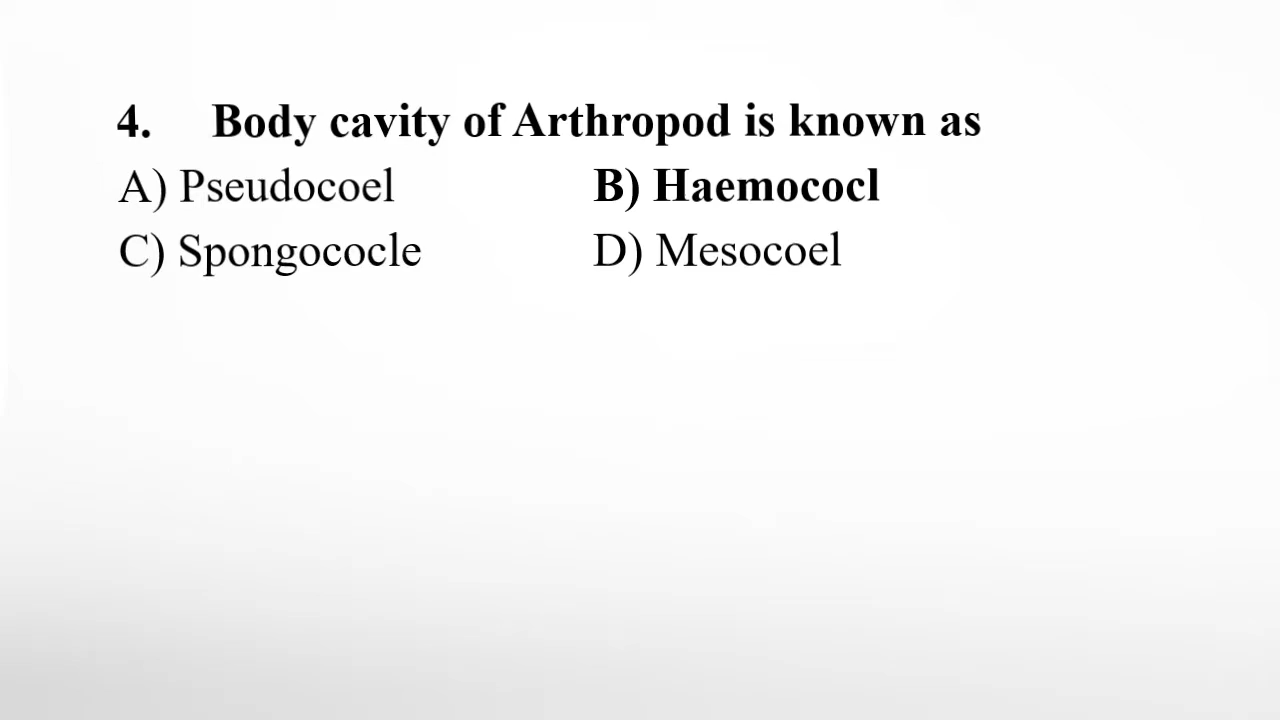 4. Body cavity of Arthropod is known as
A) Pseudocoel B) Haemococl
C) Spongococle D) Mesocoel